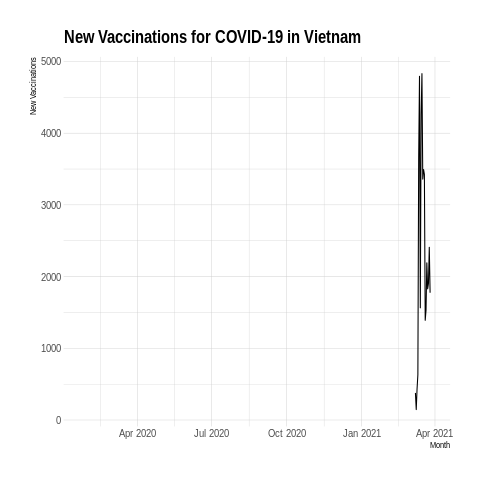 New Vaccinations for COVID-19 in Vietnam
New Vaccinations
5000
4000
3000
2000
1000
0
Apr 2020 Jul 2020 Oct 2020 Jan 2021 Apr 2021
Month